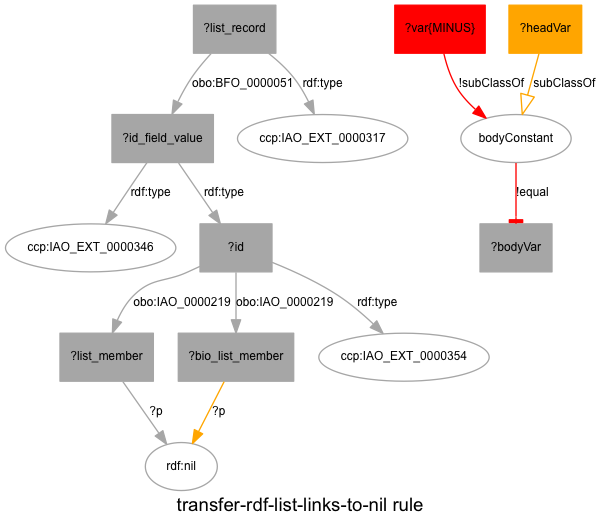 ?list_record
?var{MINUS}
?headVar
obo:BFO_0000051
rdf:type
!subClassOf
subClassOf
?id_field_value
ccp:IAO_EXT_0000317
bodyConstant
rdf:type
rdf:type
!equal
ccp:IAO_EXT_0000346
?id
?bodyVar
obo:IAO_0000219
obo:IAO_0000219
rdf:type
?list_member
?bio_list_member
ccp:IAO_EXT_0000354
?p
?p
rdf:nil
transfer-rdf-list-links-to-nil rule